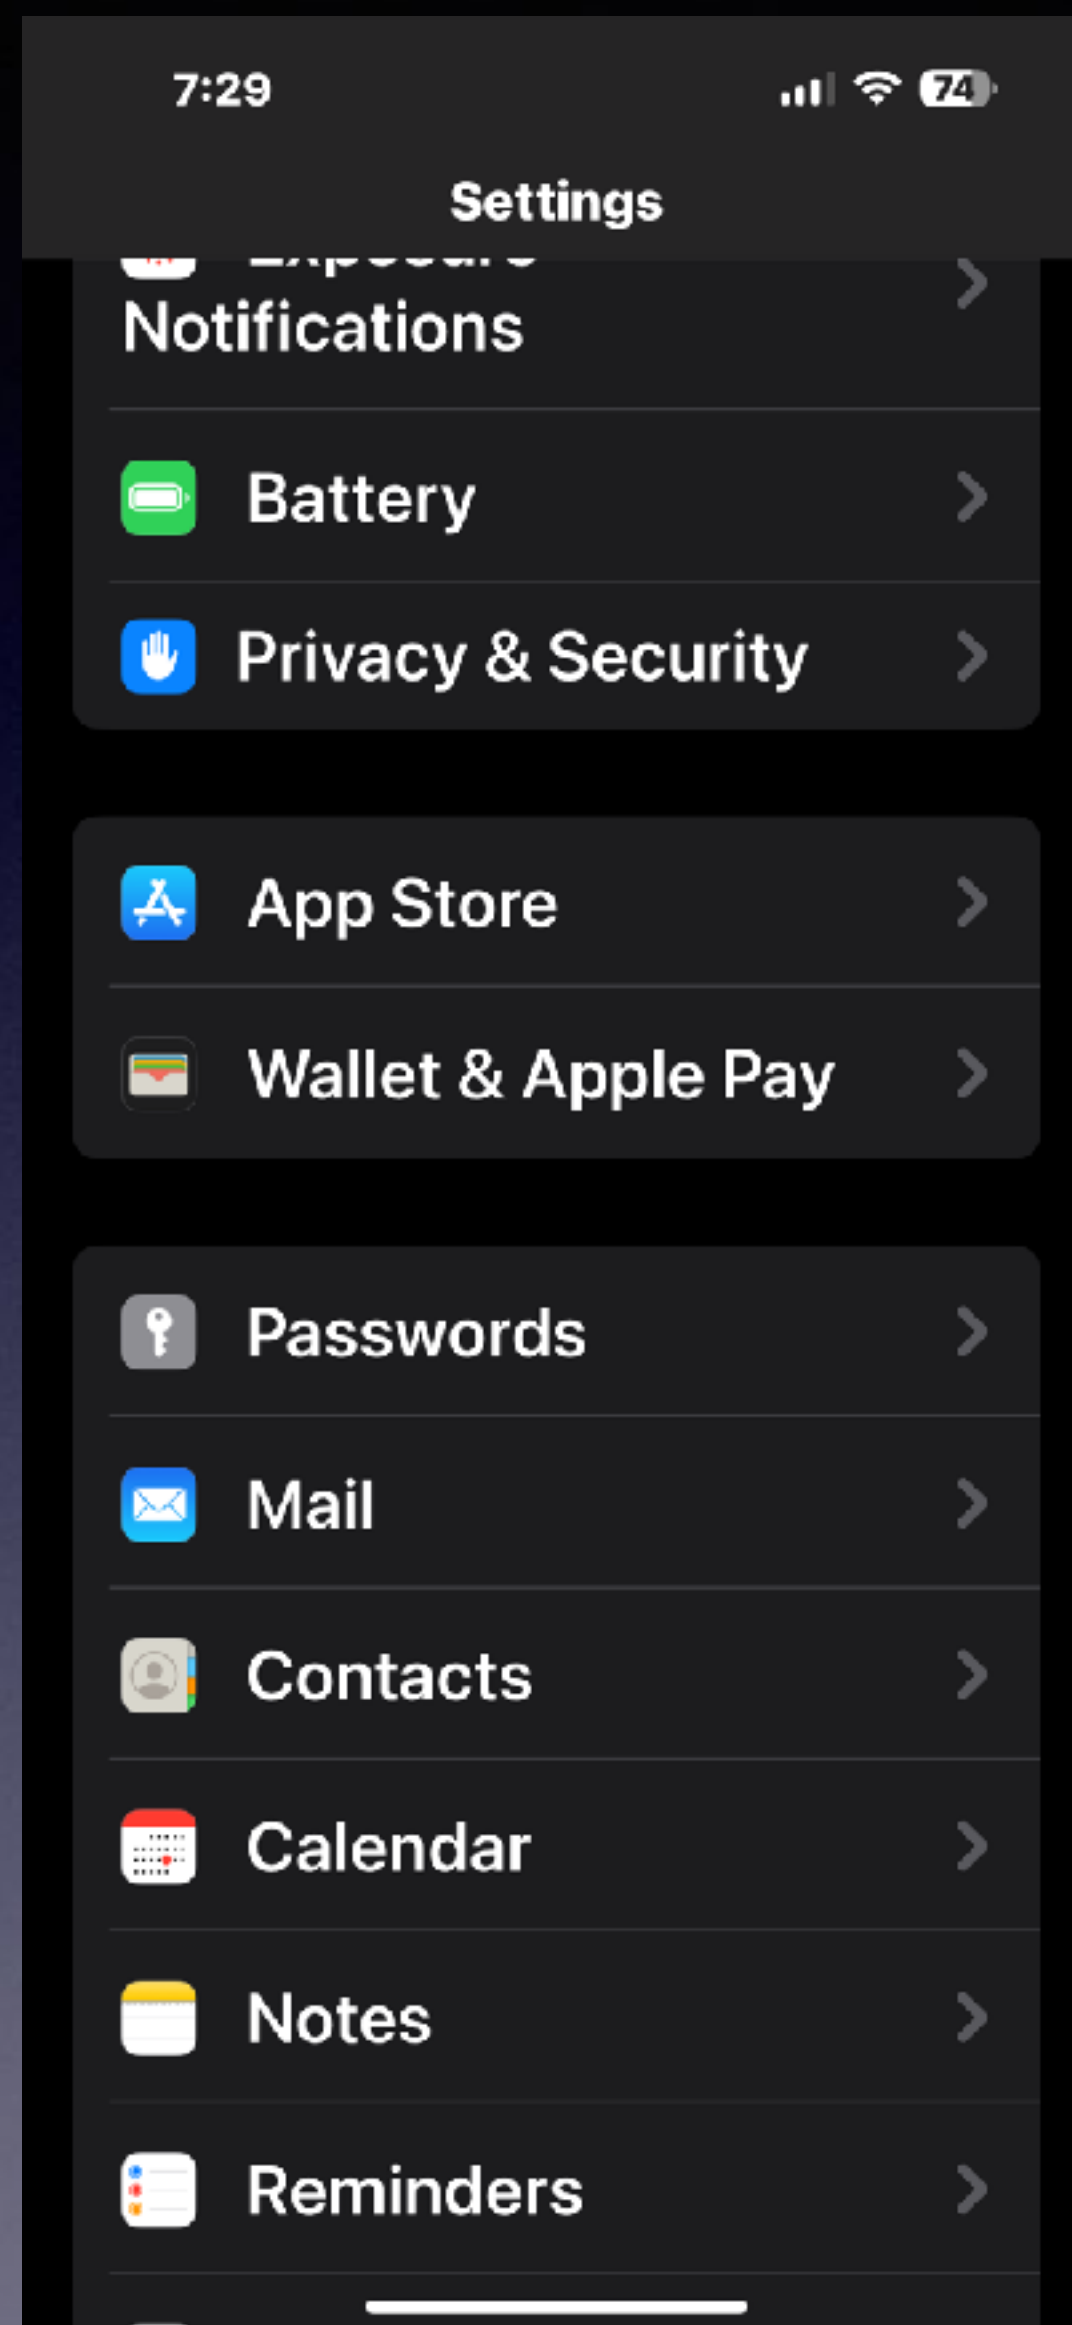 7:29
74
Settings
Exposure
Notifications
Battery
Privacy & Security
App Store
Wallet & Apple Pay
Passwords
Mail
Contacts
Calendar
Notes
Reminders